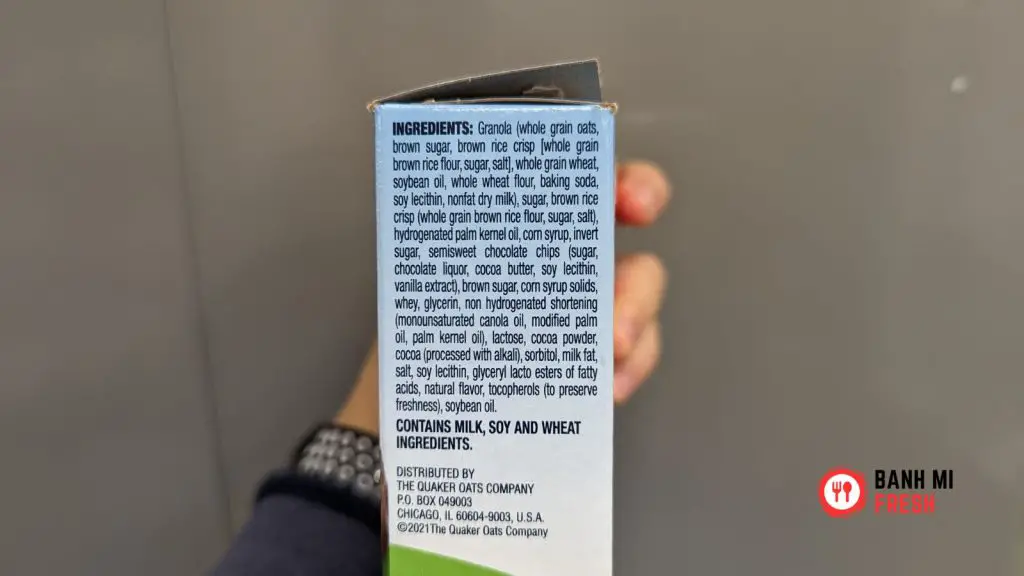 INGREDIENTS: Granola (whole grain oats,
brown sugar, brown rice crisp [whole grain
brown rice flour, sugar, salt], whole grain wheat,
soybean oil, whole wheat flour, baking soda,
soy lecithin, nonfat dry milk), sugar, brown rice
crisp (whole grain brown rice flour, sugar, salt),
hydrogenated palm kernel oil, corn syrup, invert
sugar, semisweet chocolate chips (sugar,
chocolate liquor, cocoa butter, soy lecithin,
vanilla extract), brown sugar, corn syrup solids,
whey, glycerin, non hydrogenated shortening
(monounsaturated canola oil, modified palm
oil, palm kernel oil), lactose, cocoa powder,
cocoa (processed with alkali), sorbitol, milk fat,
salt, soy lecithin, glyceryl lacto esters of fatty
acids, natural flavor, tocopherols (to preserve
freshness), soybean oil.
CONTAINS MILK, SOY AND WHEAT
INGREDIENTS.
DISTRIBUTED BY
THE QUAKER OATS COMPANY
P.O. BOX 049003
CHICAGO, IL 60604-9003, U.S.A.
©2021The Quaker Oats Company
BANH MI
FRESH